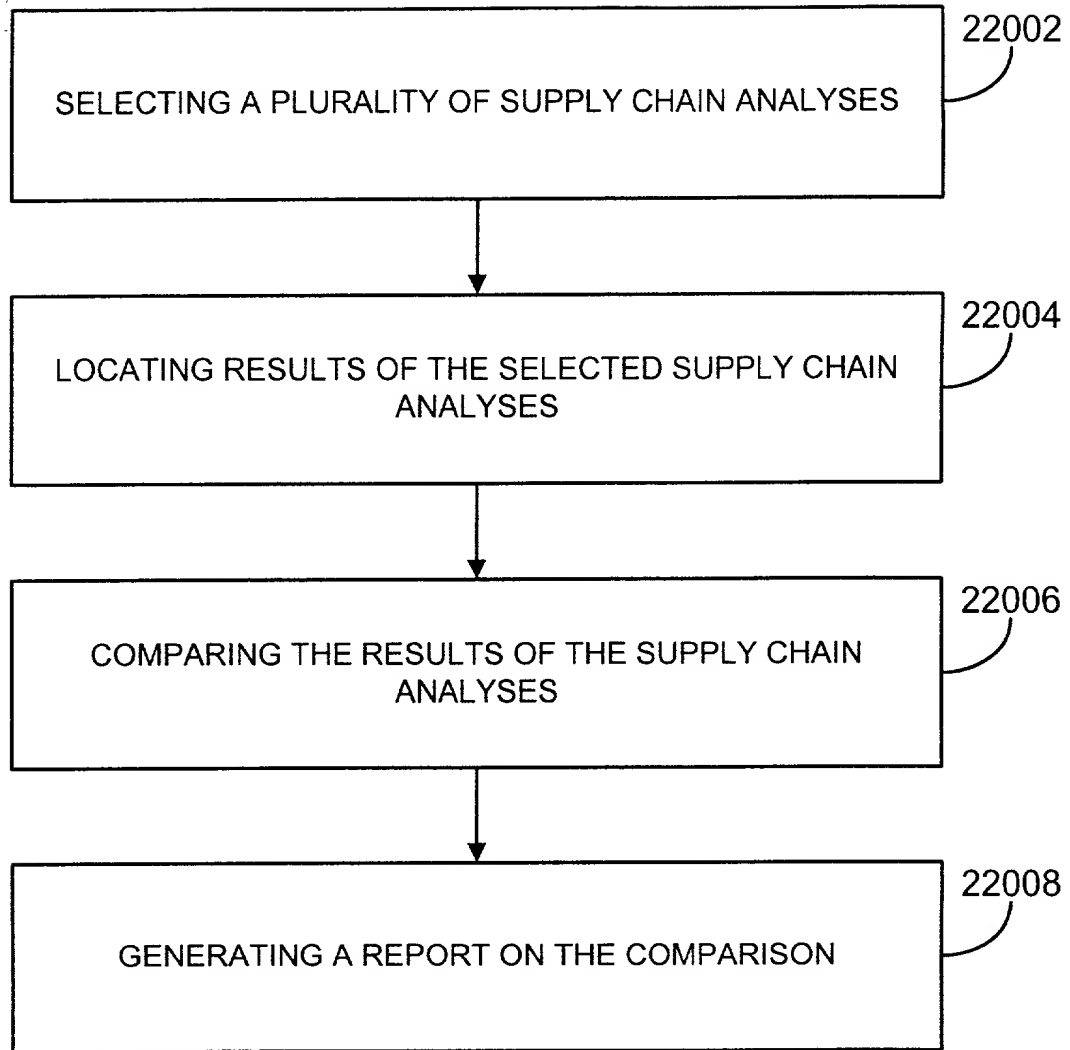 22002
SELECTING A PLURALITY OF SUPPLY CHAIN ANALYSES
22004
LOCATING RESULTS OF THE SELECTED SUPPLY CHAIN
ANALYSES
22006
COMPARING THE RESULTS OF THE SUPPLY CHAIN
ANALYSES
22008
GENERATING A REPORT ON THE COMPARISON